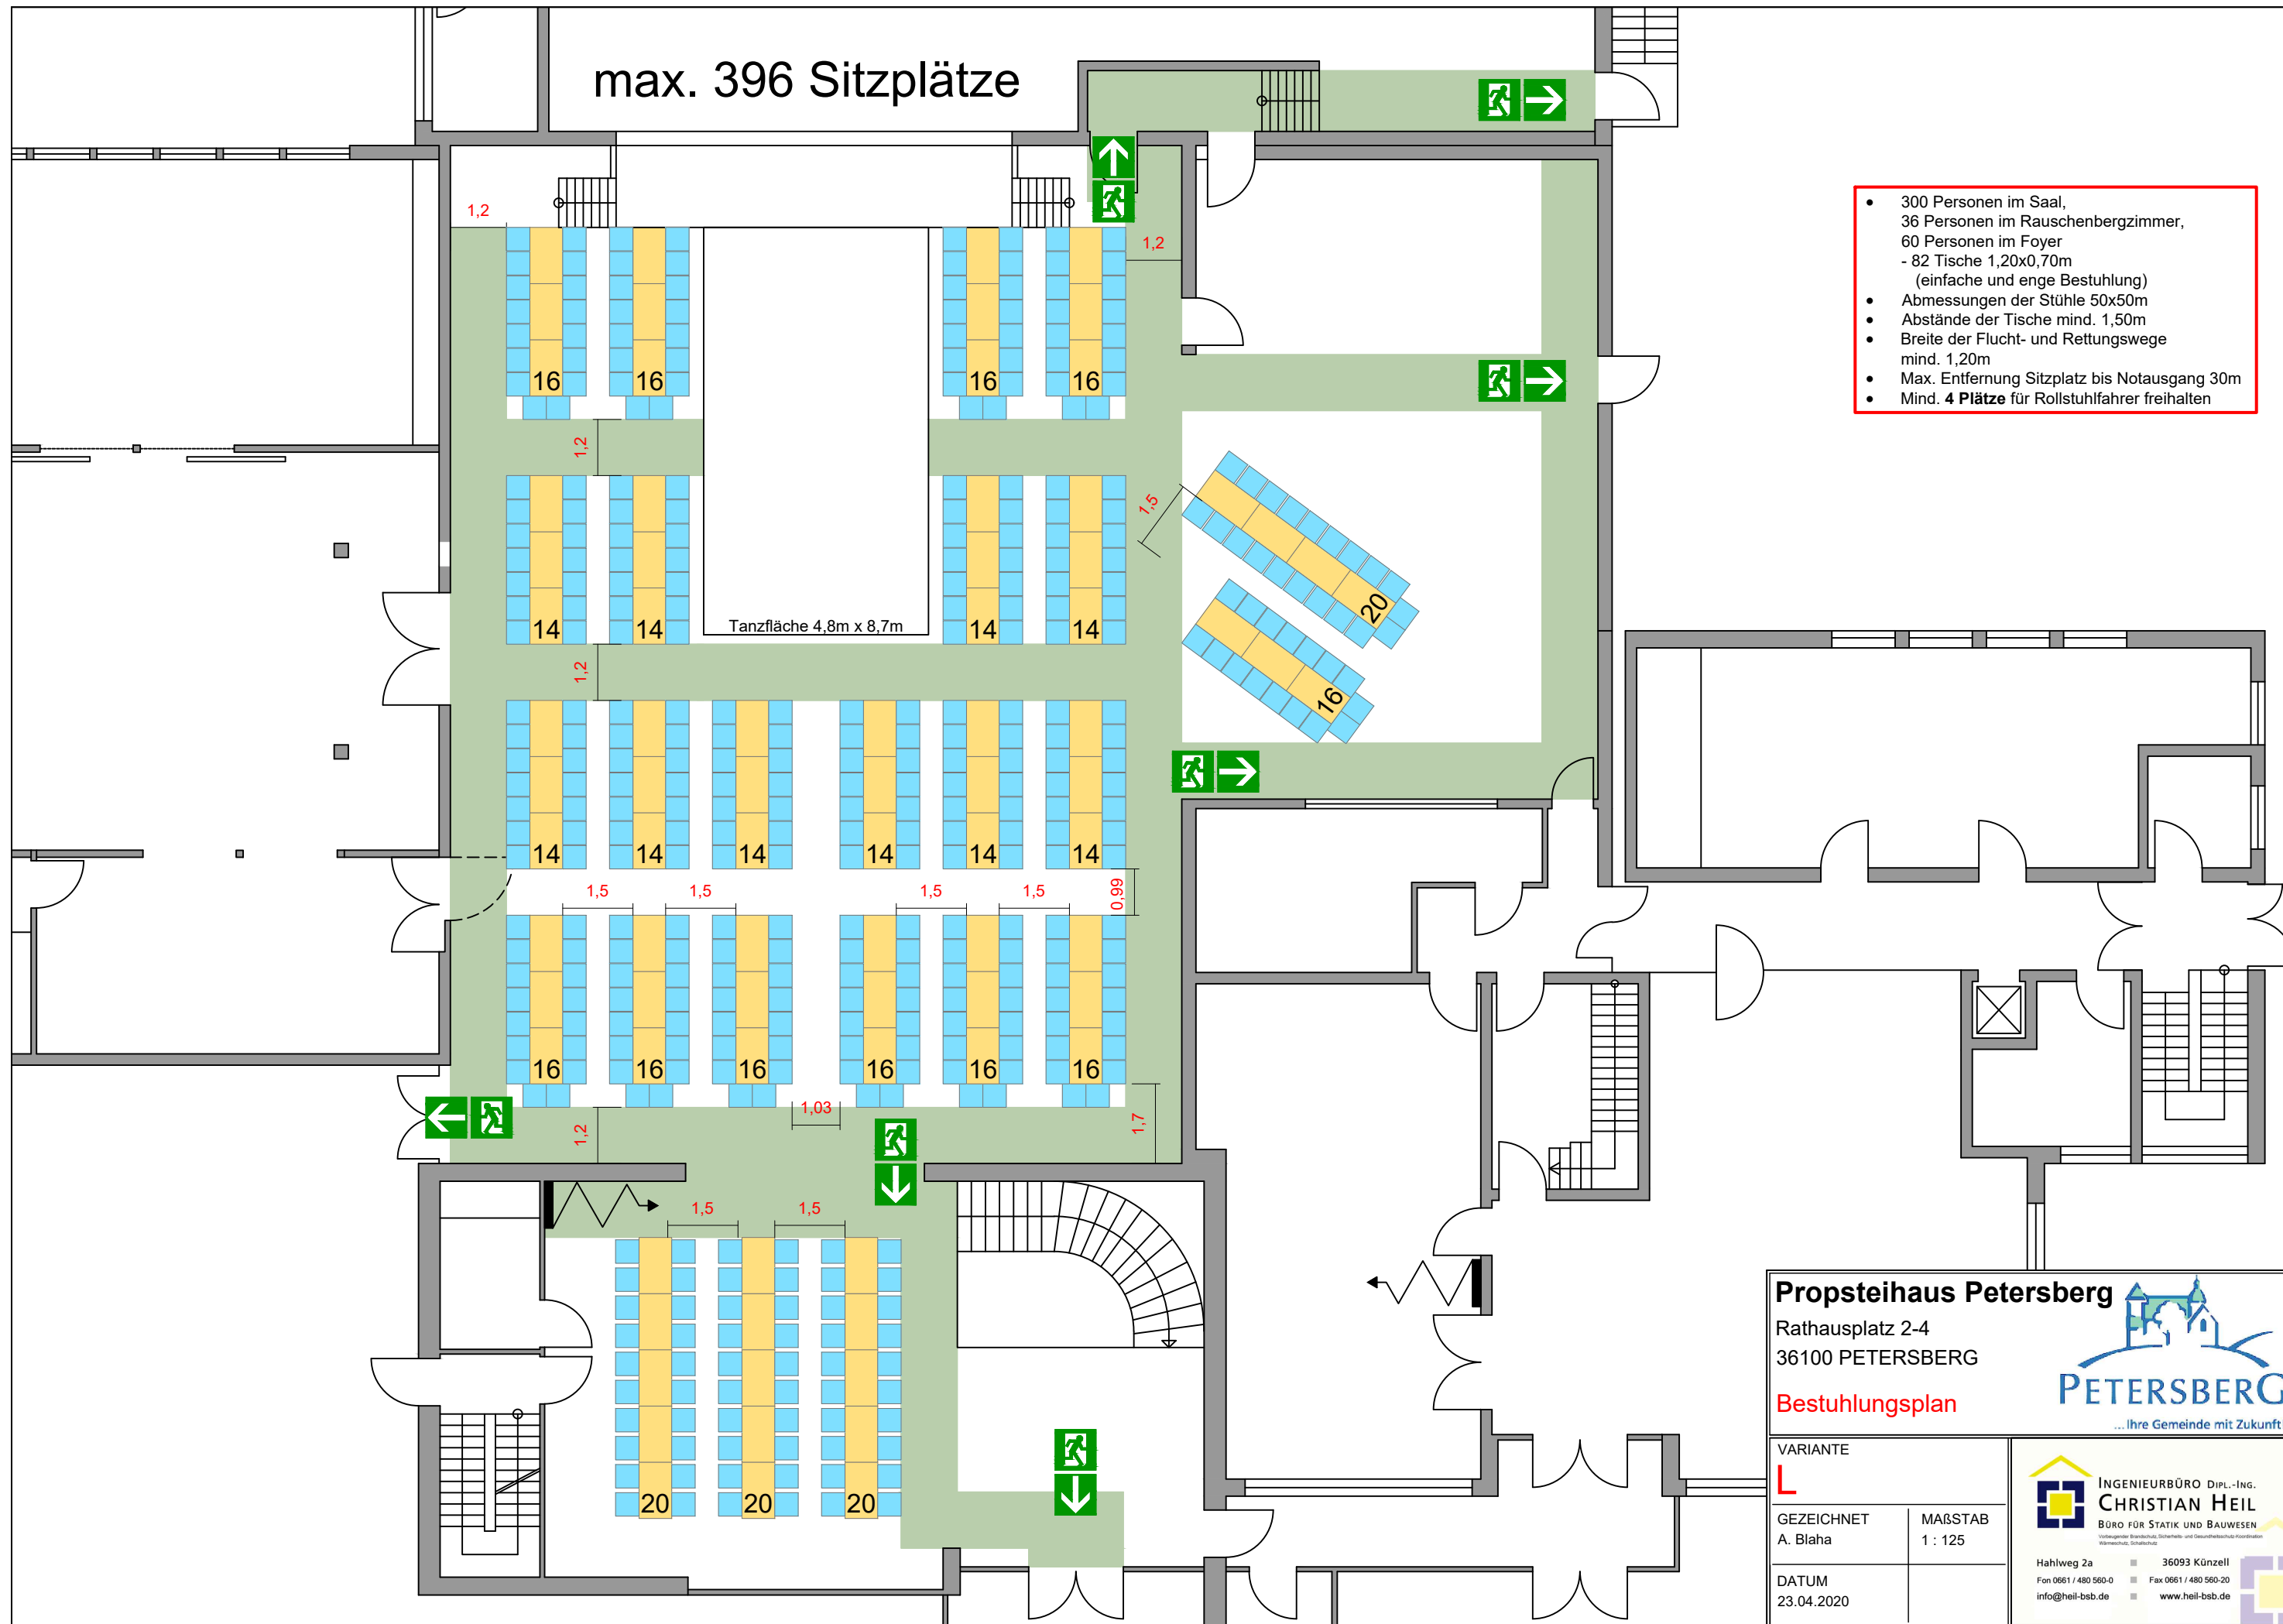 max. 396 Sitzplätze
• 300 Personen im Saal,
36 Personen im Rauschenbergzimmer,
60 Personen im Foyer
- 82 Tische 1,20x0,70m
(einfache und enge Bestuhlung)
• Abmessungen der Stühle 50x50m
• Abstände der Tische mind. 1,50m
• Breite der Flucht- und Rettungswege
mind. 1,20m
• Max. Entfernung Sitzplatz bis Notausgang 30m
• Mind. 4 Plätze für Rollstuhlfahrer freihalten
1,2
1,2
16 16 16 16
1,2
1,5
14 14 14 14
Tanzfläche 4,8m x 8,7m
20
1,2
16
14 14 14 14 14 14
1,5 1,5 1,5 1,5 0,99
16 16 16 16 16 16
1,03
1,2
1,7
1,5 1,5
20 20 20
Propsteihaus Petersberg
Rathausplatz 2-4
36100 PETERSBERG
Bestuhlungsplan
PETERSBERG
...Ihre Gemeinde mit Zukunft
VARIANTE
L
GEZEICHNET
A. Blaha
MAßSTAB
1 : 125
DATUM
23.04.2020
INGENIEURBÜRO DIPL.-ING.
CHRISTIAN HEIL
BÜRO FÜR STATIK UND BAUWESEN
Vorbeugender Brandschutz, Sicherheits- und Gesundheitsschutz-Koordination
Wärmeschutz, Schallschutz
Hahlweg 2a 36093 Künzell
Fon 0661 / 480 560-0 Fax 0661 / 480 560-20
info@heil-bsb.de www.heil-bsb.de